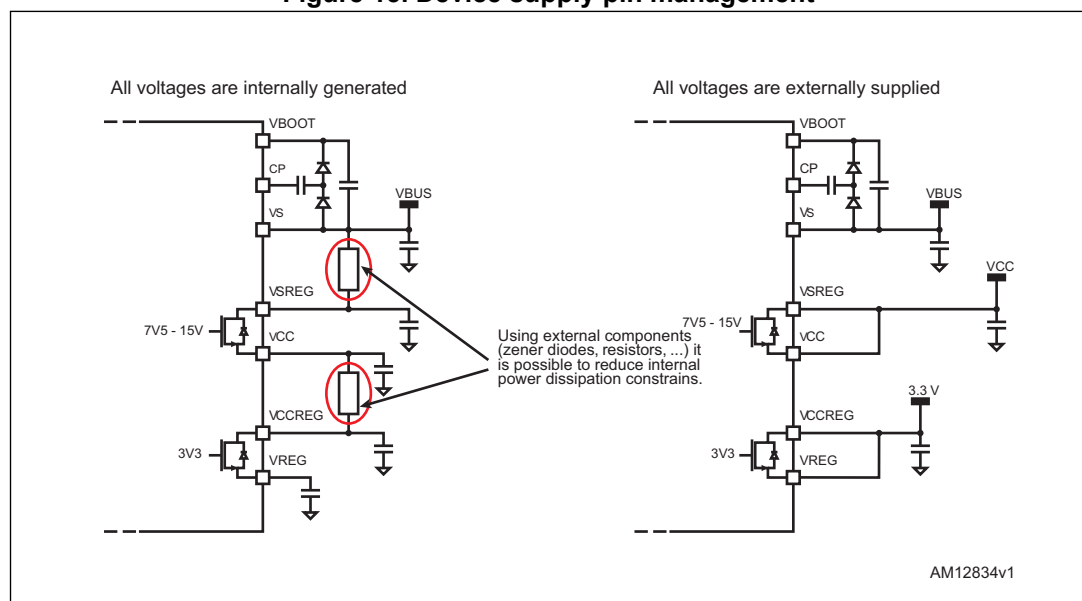 Figure Device supply pin management
All voltages are internally generated
VBOOT
CP
VS
VBUS
VSREG
7V5 - 15V
VCC
VCCREG
3V3
VREG
Using external components
(zener diodes, resistors, ...) it
is possible to reduce internal
power dissipation constrains.
All voltages are externally supplied
VBOOT
CP
VS
VBUS
VCC
VSREG
7V5 - 15V
VCC
3.3 V
VCCREG
3V3
VREG
AM12834v1